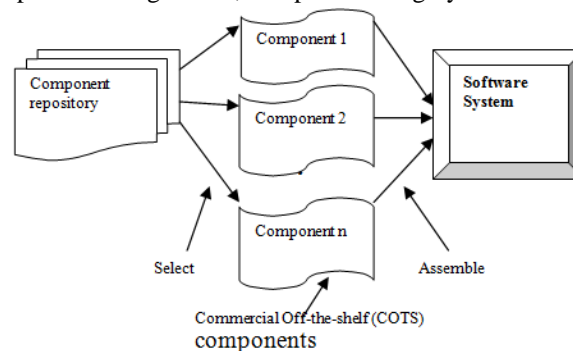 Component 1
Component
repository
Software
System
Component 2
Component n
Select
Assemble
Commercial Off-the-shelf (COTS)
components